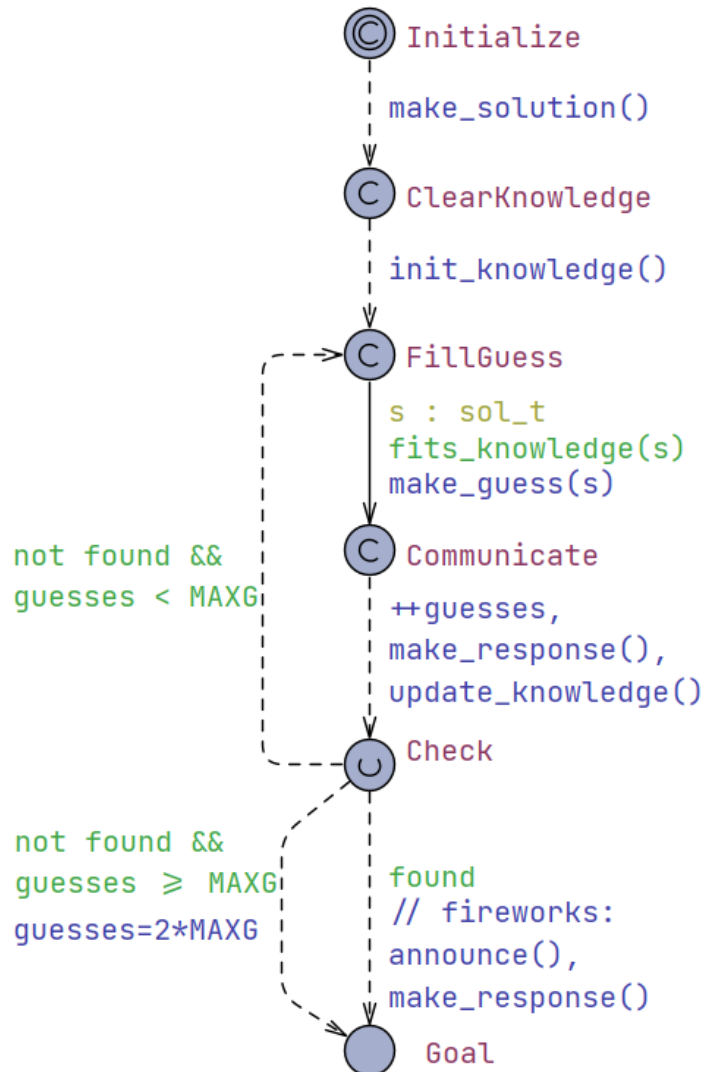 C Initialize
make_solution()
C ClearKnowledge
init_knowledge()
C FillGuess
s : sol_t
fits_knowledge(s)
make_guess(s)
not found &&
guesses < MAXG
C Communicate
++guesses,
make_response(),
update_knowledge()
U Check
not found &&
guesses ≥ MAXG
guesses=2*MAXG
found
// fireworks:
announce(),
make_response()
Goal